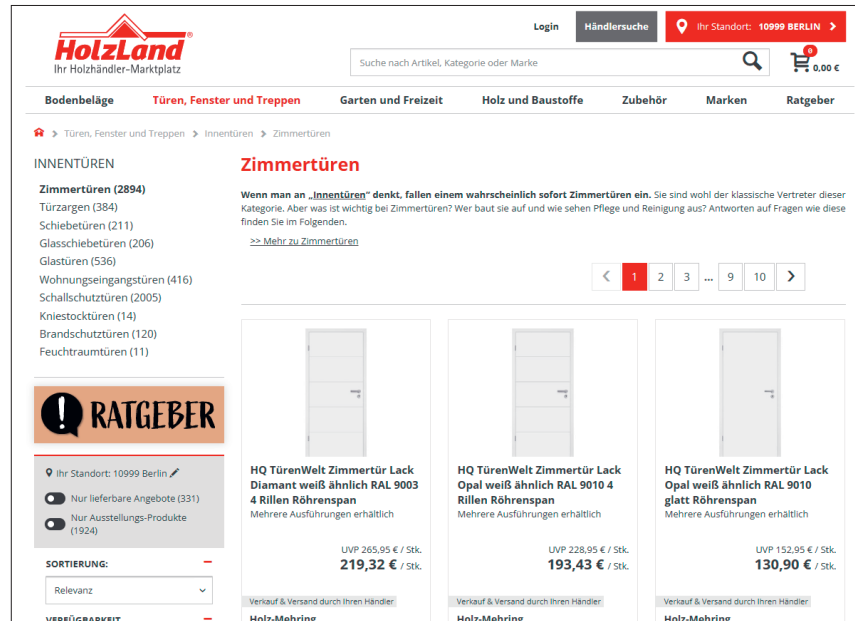 HolzLand®
Ihr Holzhändler-Marktplatz
Login
Händlersuche
Ihr Standort: 10999 BERLIN
Suche nach Artikel, Kategorie oder Marke
0
0,00 €
Bodenbeläge
Türen, Fenster und Treppen
Garten und Freizeit
Holz und Baustoffe
Zubehör
Marken
Ratgeber
Türen, Fenster und Treppen > Innentüren > Zimmertüren
INNENTÜREN
Zimmertüren (2894)
Türzargen (384)
Schiebetüren (211)
Glasschiebetüren (206)
Glastüren (536)
Wohnungseingangstüren (416)
Schallschutztüren (2005)
Kniestocktüren (14)
Brandschutztüren (120)
Feuchtraumtüren (11)
RATGEBER
Ihr Standort: 10999 Berlin
Nur lieferbare Angebote (331)
Nur Ausstellungs-Produkte
(1924)
SORTIERUNG:
Relevanz
VERFÜGBARKEIT
Zimmertüren
Wenn man an „Innentüren“ denkt, fallen einem wahrscheinlich sofort Zimmertüren ein. Sie sind wohl der klassische Vertreter dieser
Kategorie. Aber was ist wichtig bei Zimmertüren? Wer baut sie auf und wie sehen Pflege und Reinigung aus? Antworten auf Fragen wie diese
finden Sie im Folgenden.
>> Mehr zu Zimmertüren
1 2 3 ... 9 10
HQ TürenWelt Zimmertür Lack
Diamant weiß ähnlich RAL 9003
4 Rillen Röhrenspan
Mehrere Ausführungen erhältlich
UVP 265,95 € / Stk.
219,32 € / Stk.
Verkauf & Versand durch Ihren Händler
Holz-Mehring
HQ TürenWelt Zimmertür Lack
Opal weiß ähnlich RAL 9010 4
Rillen Röhrenspan
Mehrere Ausführungen erhältlich
UVP 228,95 € / Stk.
193,43 € / Stk.
Verkauf & Versand durch Ihren Händler
Holz-Mehring
HQ TürenWelt Zimmertür Lack
Opal weiß ähnlich RAL 9010
glatt Röhrenspan
Mehrere Ausführungen erhältlich
UVP 152,95 € / Stk.
130,90 € / Stk.
Verkauf & Versand durch Ihren Händler
Holz-Mehring